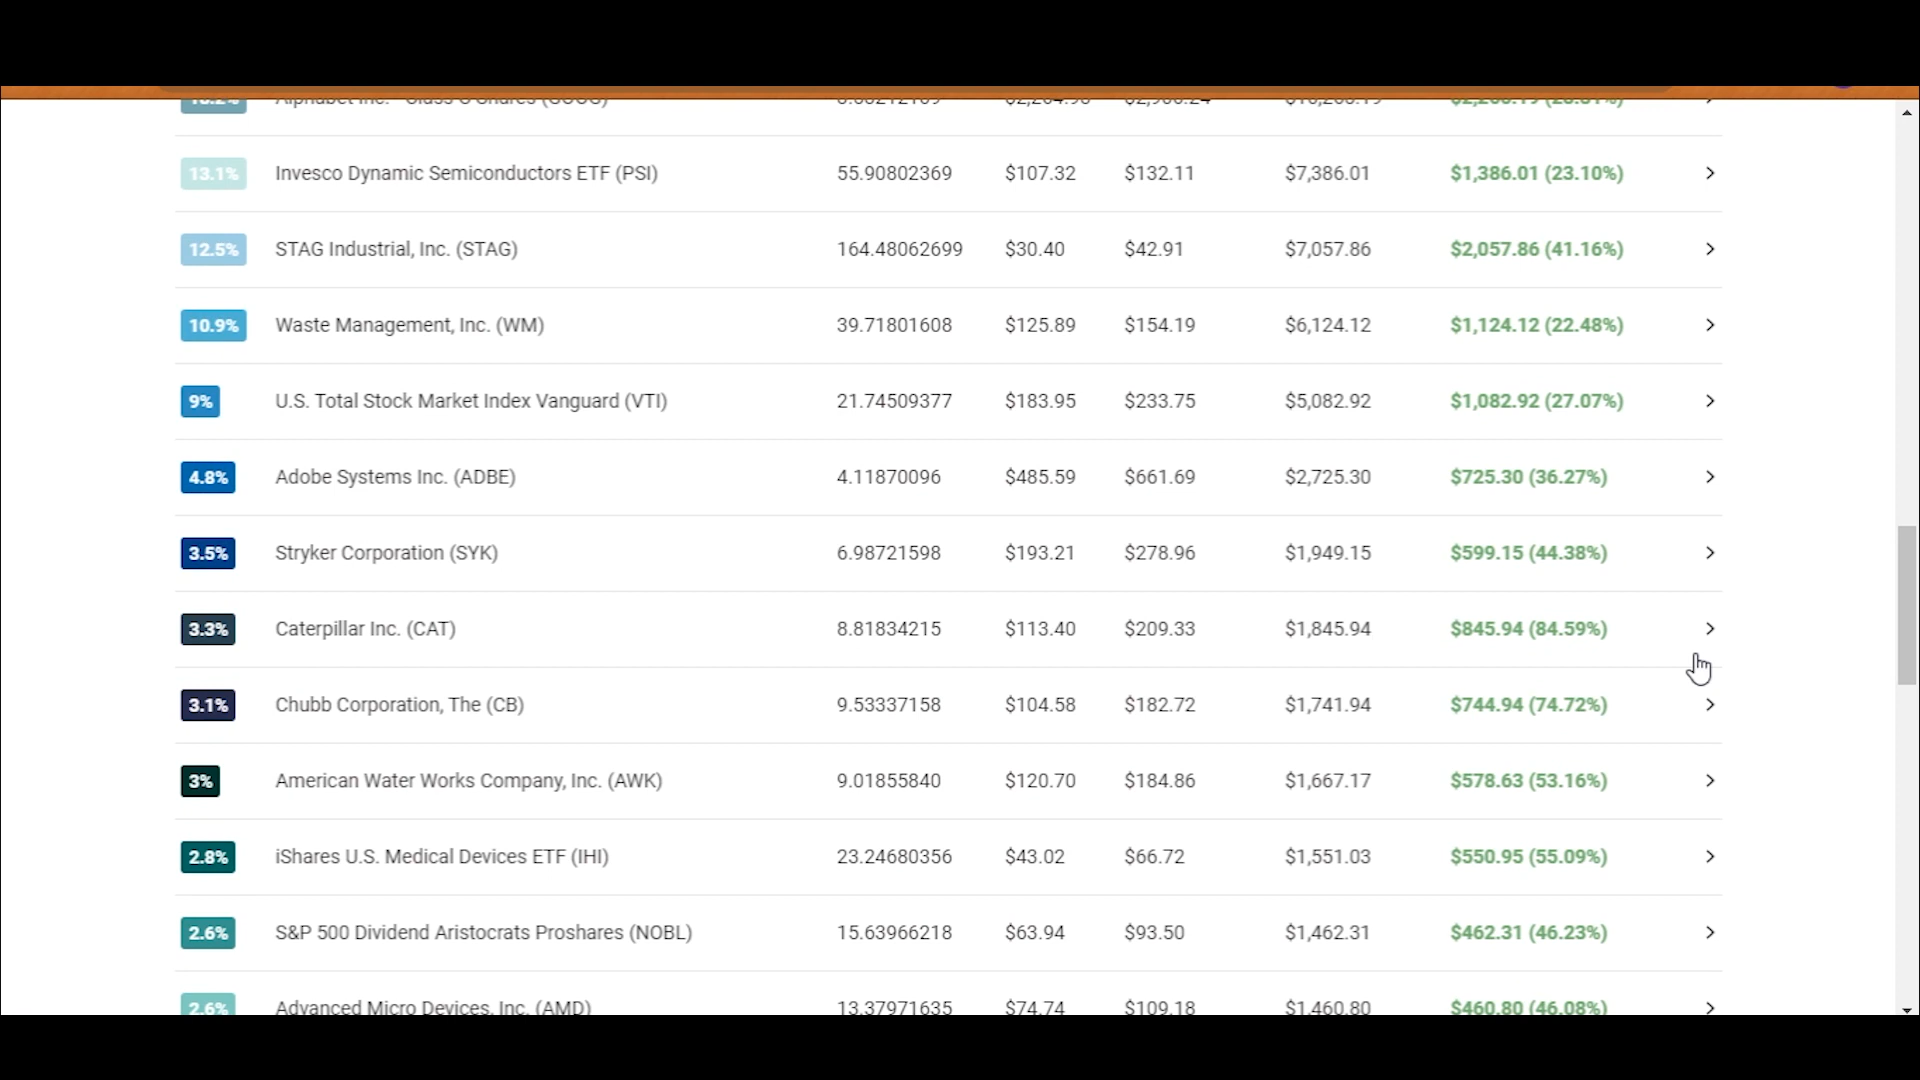 Alphabet Inc. - Class C Shares (GOOG)
13.1% Invesco Dynamic Semiconductors ETF (PSI) 55.90802369 $107.32 $132.11 $7,386.01 $1,386.01 (23.10%)
12.5% STAG Industrial, Inc. (STAG) 164.48062699 $30.40 $42.91 $7,057.86 $2,057.86 (41.16%)
10.9% Waste Management, Inc. (WM) 39.71801608 $125.89 $154.19 $6,124.12 $1,124.12 (22.48%)
9% U.S. Total Stock Market Index Vanguard (VTI) 21.74509377 $183.95 $233.75 $5,082.92 $1,082.92 (27.07%)
4.8% Adobe Systems Inc. (ADBE) 4.11870096 $485.59 $661.69 $2,725.30 $725.30 (36.27%)
3.5% Stryker Corporation (SYK) 6.98721598 $193.21 $278.96 $1,949.15 $599.15 (44.38%)
3.3% Caterpillar Inc. (CAT) 8.81834215 $113.40 $209.33 $1,845.94 $845.94 (84.59%)
3.1% Chubb Corporation, The (CB) 9.53337158 $104.58 $182.72 $1,741.94 $744.94 (74.72%)
3% American Water Works Company, Inc. (AWK) 9.01855840 $120.70 $184.86 $1,667.17 $578.63 (53.16%)
2.8% iShares U.S. Medical Devices ETF (IHI) 23.24680356 $43.02 $66.72 $1,551.03 $550.95 (55.09%)
2.6% S&P 500 Dividend Aristocrats Proshares (NOBL) 15.63966218 $63.94 $93.50 $1,462.31 $462.31 (46.23%)
2.6% Advanced Micro Devices, Inc. (AMD) 13.37971635 $74.74 $109.18 $1,460.80 $460.80 (46.08%)